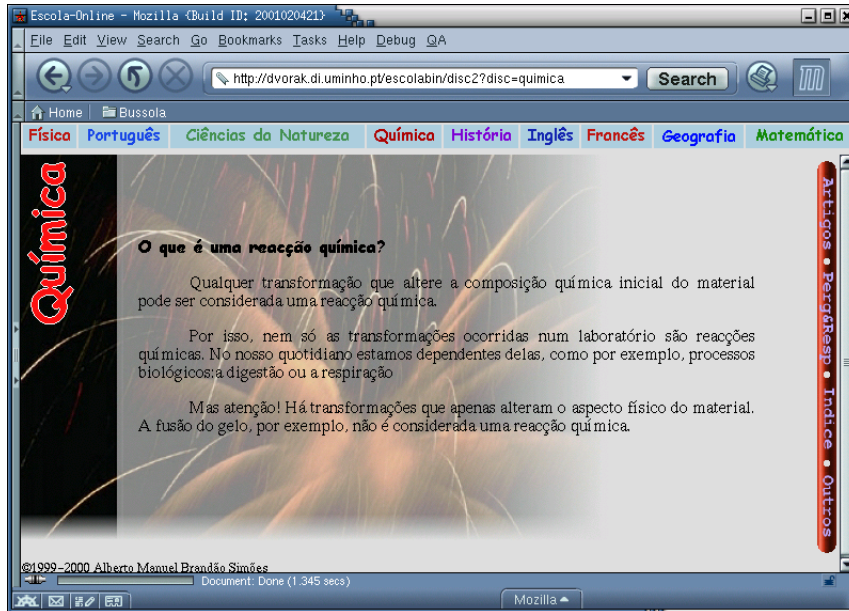 Escola-Online - Mozilla {Build ID: 2001020421}
File Edit View Search Go Bookmarks Tasks Help Debug QA
http://dvorak.di.uminho.pt/escolabin/disc2?disc=quimica Search
Home Bussola
Física Português Ciências da Natureza Química História Inglês Francês Geografia Matemática
Química
O que é uma reacção química?
Qualquer transformação que altere a composição química inicial do material
pode ser considerada uma reacção química.
Por isso, nem só as transformações ocorridas num laboratório são reacções
químicas. No nosso quotidiano estamos dependentes delas, como por exemplo, processos
biológicos:a digestão ou a respiração
Mas atenção! Há transformações que apenas alteram o aspecto físico do material.
A fusão do gelo, por exemplo, não é considerada uma reacção química.
Artigos • Perg&Resp • Indice • Outros
©1999-2000 Alberto Manuel Brandão Simões
Document: Done (1.345 secs)
Mozilla